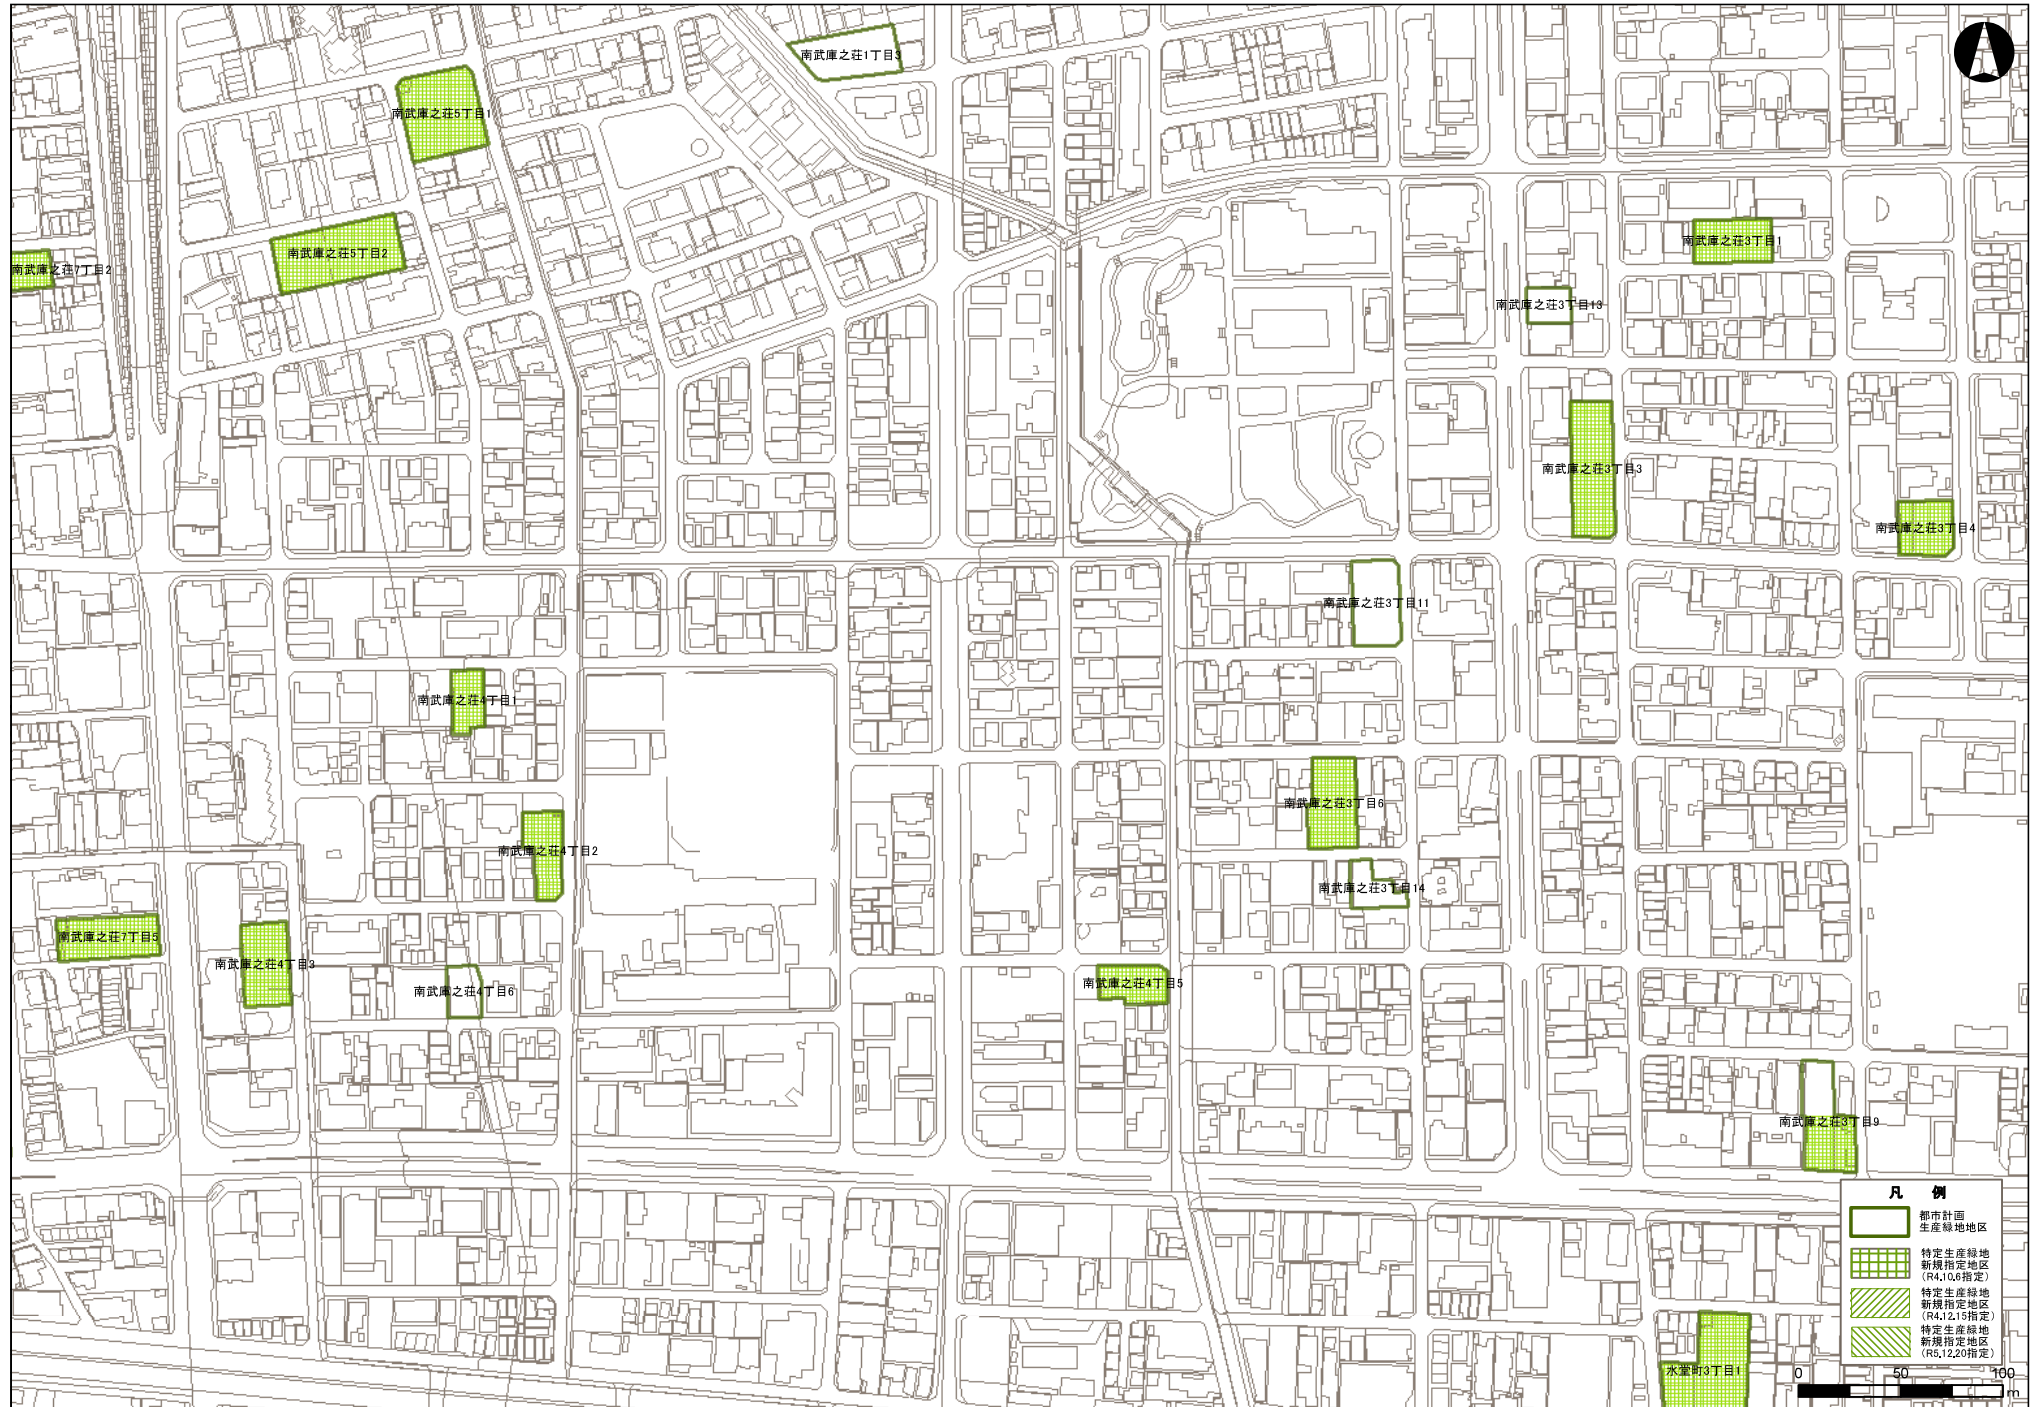 南武庫之荘1丁目3
南武庫之荘5丁目1
南武庫之荘5丁目2
南武庫之荘7丁目2
南武庫之荘3丁目1
南武庫之荘3丁目13
南武庫之荘3丁目3
南武庫之荘3丁目4
南武庫之荘3丁目11
南武庫之荘4丁目1
南武庫之荘3丁目6
南武庫之荘4丁目2
南武庫之荘3丁目14
南武庫之荘7丁目5
南武庫之荘4丁目3
南武庫之荘4丁目6
南武庫之荘4丁目5
南武庫之荘3丁目9
水堂町3丁目1
凡 例
都市計画
生産緑地地区
特定生産緑地
新規指定地区
(R4.10.6指定)
特定生産緑地
新規指定地区
(R4.12.15指定)
特定生産緑地
新規指定地区
(R5.12.20指定)
0 50 100
m